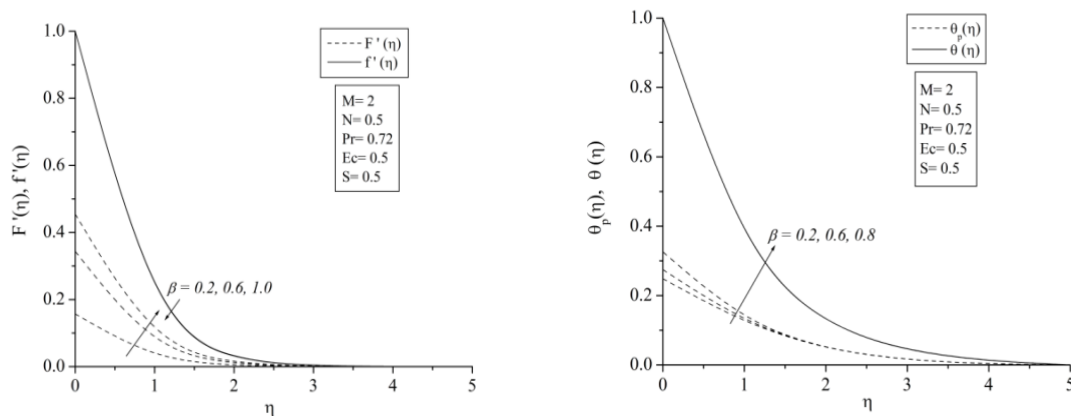 F'(η), f'(η)
1.0
0.8
0.6
0.4
0.2
0.0
0
1
2
3
4
5
η
F'(η)
f'(η)
M= 2
N= 0.5
Pr= 0.72
Ec= 0.5
S= 0.5
β = 0.2, 0.6, 1.0
θp(η), θ (η)
1.0
0.8
0.6
0.4
0.2
0.0
0
1
2
3
4
5
η
θp(η)
θ (η)
M= 2
N= 0.5
Pr= 0.72
Ec= 0.5
S= 0.5
β = 0.2, 0.6, 0.8